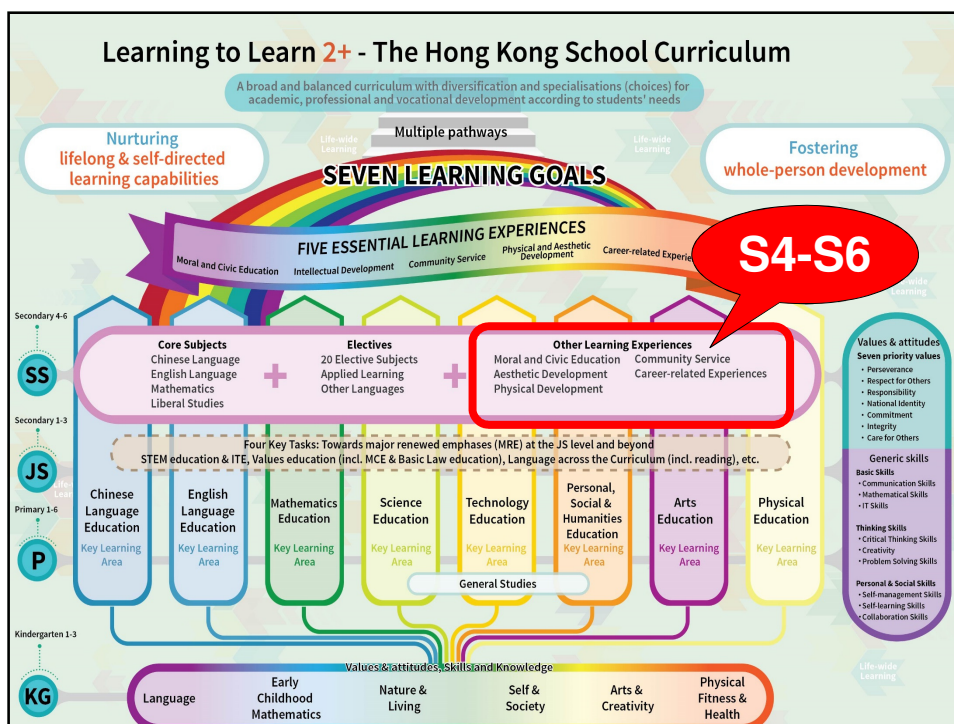 Learning to Learn 2+ - The Hong Kong School Curriculum
A broad and balanced curriculum with diversification and specialisations (choices) for
academic, professional and vocational development according to students' needs
Multiple pathways
Life-wide
Learning
Life-wide
Learning
Nurturing
lifelong & self-directed
learning capabilities
Fostering
whole-person development
SEVEN LEARNING GOALS
FIVE ESSENTIAL LEARNING EXPERIENCES
Moral and Civic Education
Intellectual Development
Community Service
Physical and Aesthetic
Development
Career-related
S4-S6
Learning
Secondary 4-6
SS
Core Subjects
Chinese Language
English Language
Mathematics
Liberal Studies
+
Electives
20 Elective Subjects
Applied Learning
Other Languages
+
Other Learning Experiences
Moral and Civic Education
Aesthetic Development
Physical Development
Community Service
Career-related Experiences
Secondary 1-3
JS
Four Key Tasks: Towards major renewed emphases (MRE) at the JS level and beyond
STEM education & ITE, Values education (incl. MCE & Basic Law education), Language across the Curriculum (incl. reading), etc.
Primary 1-6
P
Chinese
Language
Education
Key Learning
Area
English
Language
Education
Key Learning
Area
Mathematics
Education
Key Learning
Area
Science
Education
Key Learning
Area
Technology
Education
Key Learning
Area
Personal,
Social &
Humanities
Education
Key Learning
Area
Arts
Education
Key Learning
Area
Physical
Education
Key Learning
Area
General Studies
Values & attitudes
Seven priority values
• Perseverance
• Respect for Others
• Responsibility
• National Identity
• Commitment
• Integrity
• Care for Others
Generic skills
Basic Skills
• Communication Skills
• Mathematical Skills
• IT Skills
Thinking Skills
• Critical Thinking Skills
• Creativity
• Problem Solving Skills
Personal & Social Skills
• Self-management Skills
• Self-learning Skills
• Collaboration Skills
Kindergarten 1-3
KG
Values & attitudes, Skills and Knowledge
Language
Early
Childhood
Mathematics
Nature &
Living
Self &
Society
Arts &
Creativity
Physical
Fitness &
Health
Life-wide
Learning